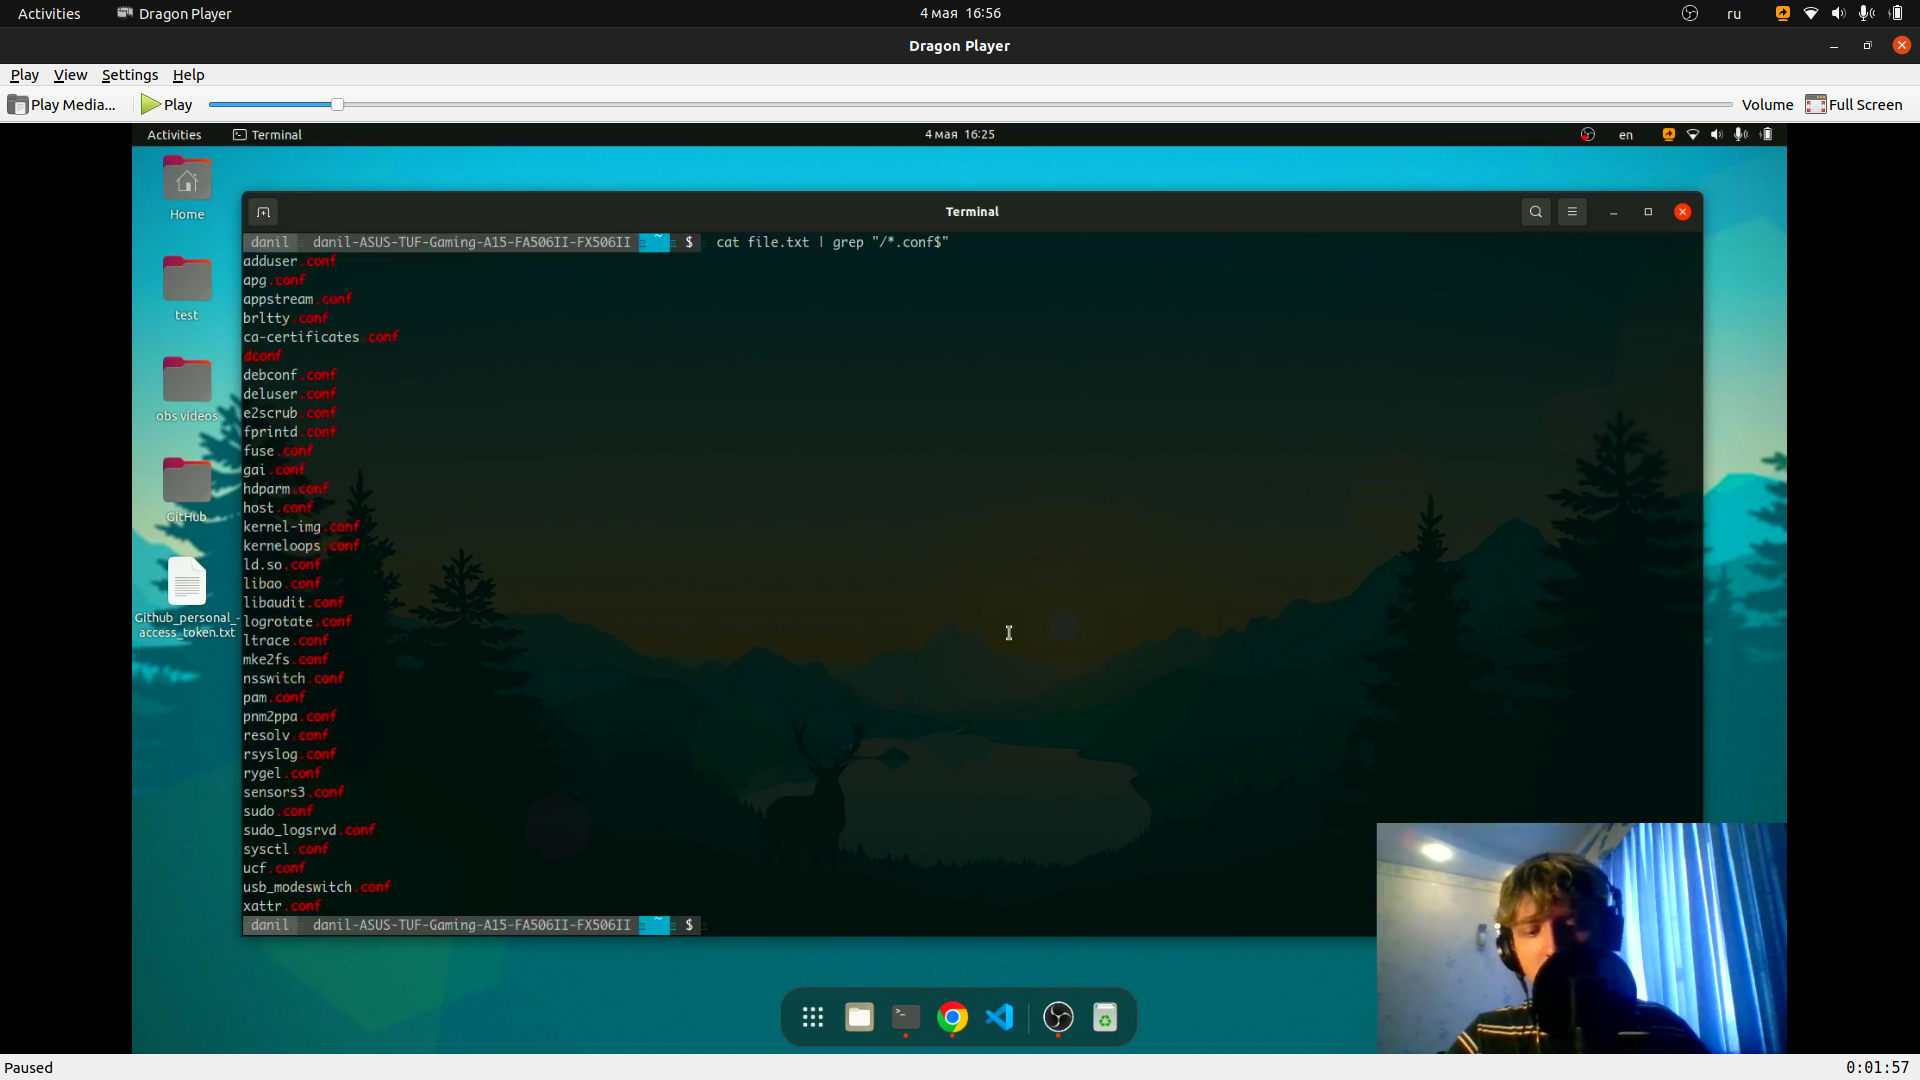 Activities Dragon Player 4 мая 16:56 ru
Dragon Player
Play View Settings Help
Play Media... Play Volume Full Screen
Activities Terminal 4 мая 16:25 en
Home
test
obs videos
GitHub
Github_personal_-
access_token.txt
Terminal
danil danil-ASUS-TUF-Gaming-A15-FA506II-FX506II ~ $ cat file.txt | grep "/*.conf$"
adduser.conf
apg.conf
appstream.conf
brltty.conf
ca-certificates.conf
dconf
debconf.conf
deluser.conf
e2scrub.conf
fprintd.conf
fuse.conf
gai.conf
hdparm.conf
host.conf
kernel-img.conf
kerneloops.conf
ld.so.conf
libao.conf
libaudit.conf
logrotate.conf
ltrace.conf
mke2fs.conf
nsswitch.conf
pam.conf
pnm2ppa.conf
resolv.conf
rsyslog.conf
rygel.conf
sensors3.conf
sudo.conf
sudo_logsrvd.conf
sysctl.conf
ucf.conf
usb_modeswitch.conf
xattr.conf
danil danil-ASUS-TUF-Gaming-A15-FA506II-FX506II ~ $
Paused 0:01:57